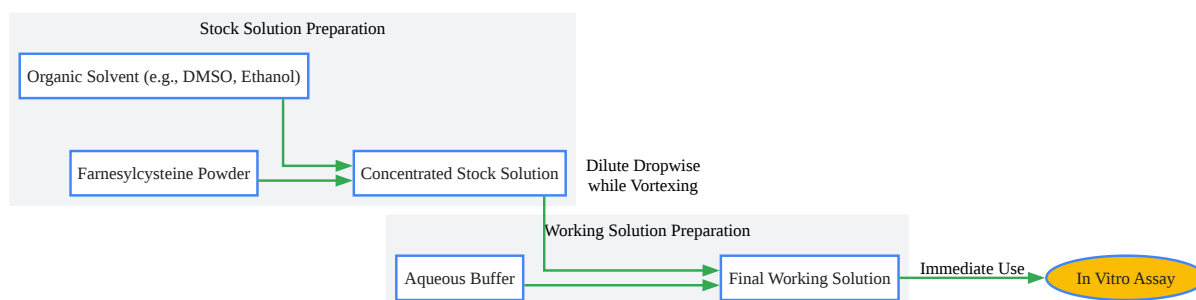 Stock Solution Preparation
Organic Solvent (e.g., DMSO, Ethanol)
Farnesylcysteine Powder
Concentrated Stock Solution
Dilute Dropwise
while Vortexing
Working Solution Preparation
Aqueous Buffer
Final Working Solution
Immediate Use
In Vitro Assay